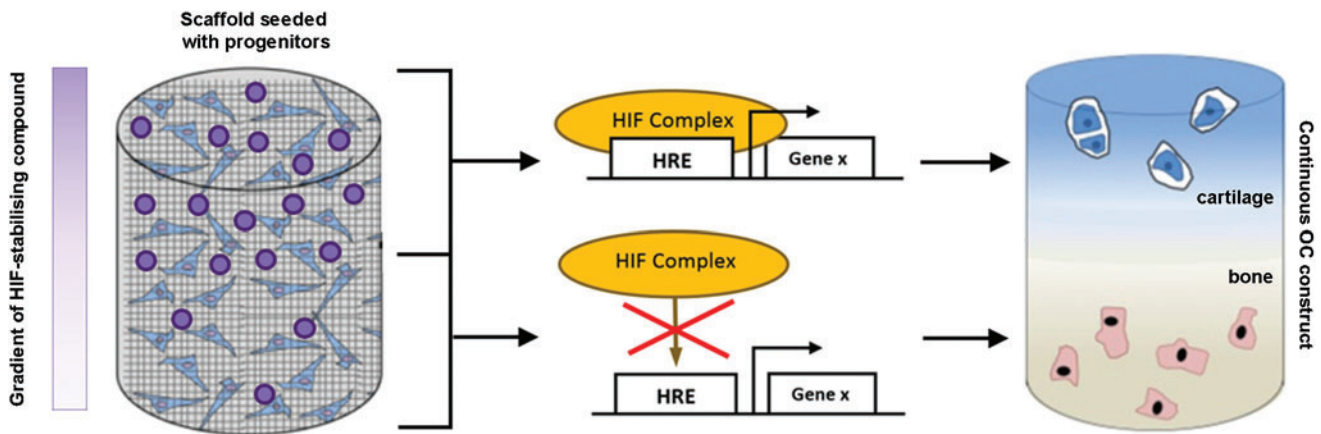 Scaffold seeded
with progenitors
Gradient of HIF-stabilising compound
HIF Complex
HRE
Gene x
HIF Complex
HRE
Gene x
cartilage
bone
Continuous OC construct